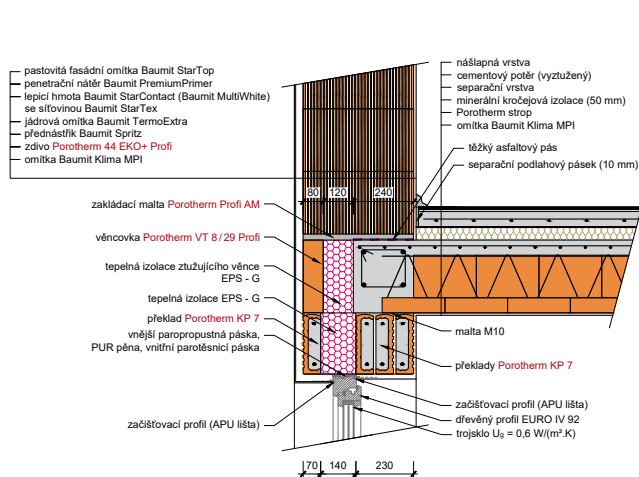 pastovitá fasádní omítka Baumit StarTop
penetrační nátěr Baumit PremiumPrimer
lepicí hmota Baumit StarContact (Baumit MultiWhite)
se síťovinou Baumit StarTex
jádrová omítka Baumit TermoExtra
přednástřik Baumit Spritz
zdivo Porotherm 44 EKO+ Profi
omítka Baumit Klima MPI
nášlapná vrstva
cementový potěr (vyztužený)
separační vrstva
minerální kročejová izolace (50 mm)
Porotherm strop
omítka Baumit Klima MPI
těžký asfaltový pás
separační podlahový pásek (10 mm)
80 120 240
zakládací malta Porotherm Profi AM
věncovka Porotherm VT 8/29 Profi
tepelná izolace ztužujícího věnce
EPS - G
tepelná izolace EPS - G
překlad Porotherm KP 7
vnější paropropustná páska,
PUR pěna, vnitřní parotěsnicí páska
začišťovací profil (APU lišta)
malta M10
překlady Porotherm KP 7
začišťovací profil (APU lišta)
dřevěný profil EURO IV 92
trojsklo Ug = 0,6 W/(m².K)
70 140 230